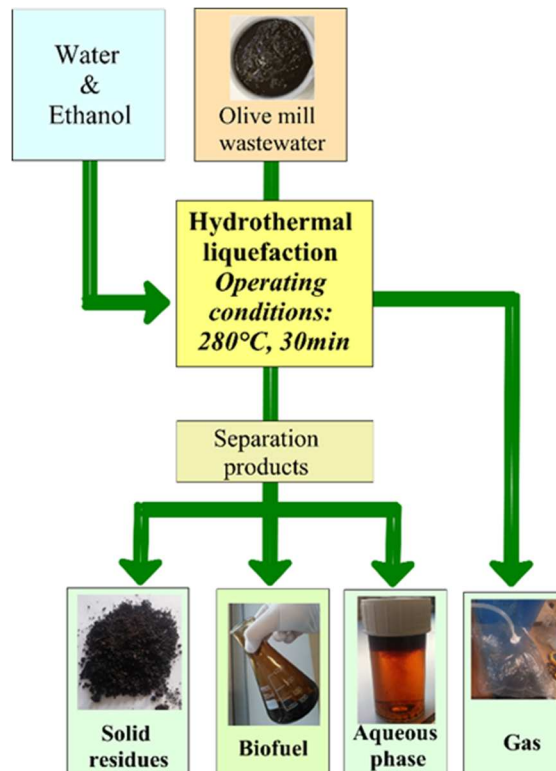 Water
&
Ethanol
Olive mill
wastewater
Hydrothermal
liquefaction
Operating
conditions:
280°C, 30min
Separation
products
Solid
residues
Biofuel
Aqueous
phase
Gas